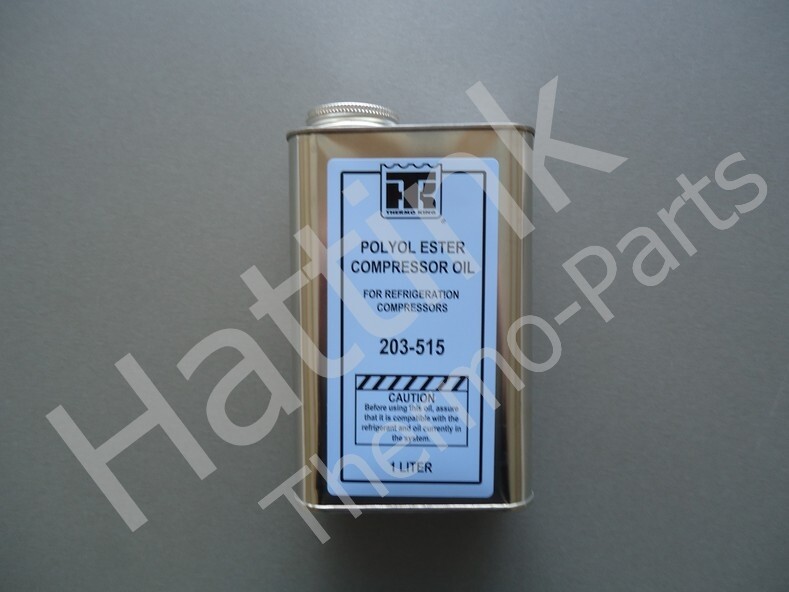 TK
THERMO KING
®
POLYOL ESTER
COMPRESSOR OIL
FOR REFRIGERATION
COMPRESSORS
203-515
CAUTION
Before using this oil, assure
that it is compatible with the
refrigerant and oil currently in
the system.
1 LITER
Hattink
Thermo-Parts